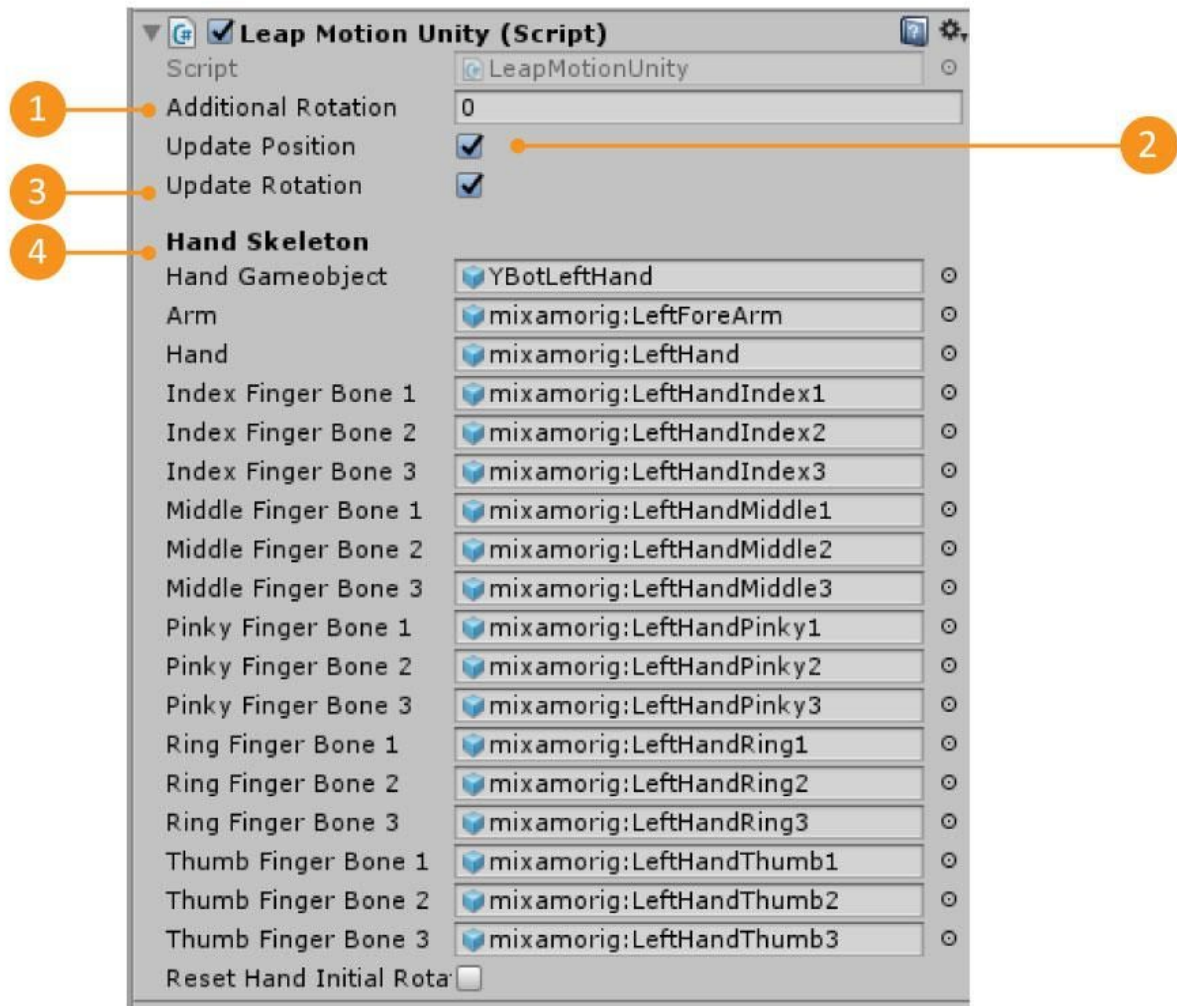 Leap Motion Unity (Script)
Script LeapMotionUnity
1 Additional Rotation 0
Update Position 2
3 Update Rotation
4 Hand Skeleton
Hand Gameobject YBotLeftHand
Arm mixamorig:LeftForeArm
Hand mixamorig:LeftHand
Index Finger Bone 1 mixamorig:LeftHandIndex1
Index Finger Bone 2 mixamorig:LeftHandIndex2
Index Finger Bone 3 mixamorig:LeftHandIndex3
Middle Finger Bone 1 mixamorig:LeftHandMiddle1
Middle Finger Bone 2 mixamorig:LeftHandMiddle2
Middle Finger Bone 3 mixamorig:LeftHandMiddle3
Pinky Finger Bone 1 mixamorig:LeftHandPinky1
Pinky Finger Bone 2 mixamorig:LeftHandPinky2
Pinky Finger Bone 3 mixamorig:LeftHandPinky3
Ring Finger Bone 1 mixamorig:LeftHandRing1
Ring Finger Bone 2 mixamorig:LeftHandRing2
Ring Finger Bone 3 mixamorig:LeftHandRing3
Thumb Finger Bone 1 mixamorig:LeftHandThumb1
Thumb Finger Bone 2 mixamorig:LeftHandThumb2
Thumb Finger Bone 3 mixamorig:LeftHandThumb3
Reset Hand Initial Rota